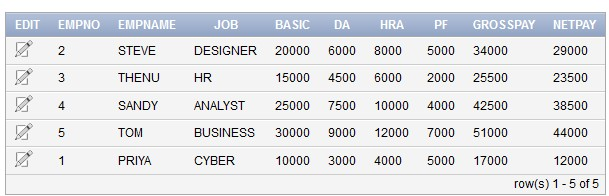 EDIT EMPNO EMPNAME JOB BASIC DA HRA PF GROSSPAY NETPAY
2 STEVE DESIGNER 20000 6000 8000 5000 34000 29000
3 THENU HR 15000 4500 6000 2000 25500 23500
4 SANDY ANALYST 25000 7500 10000 4000 42500 38500
5 TOM BUSINESS 30000 9000 12000 7000 51000 44000
1 PRIYA CYBER 10000 3000 4000 5000 17000 12000
row(s) 1 - 5 of 5